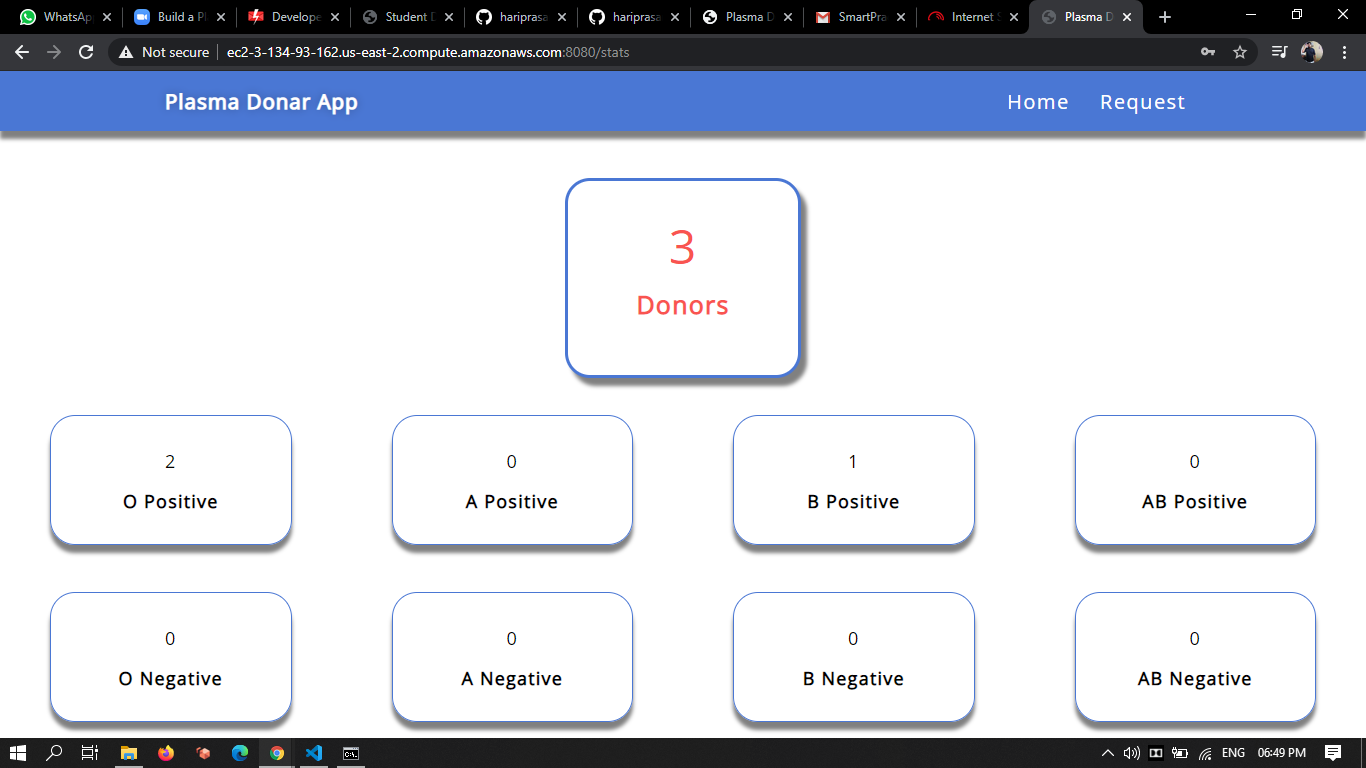 WhatsAp
Build a Pl
Develope
Student D
hariprasa
hariprasa
Plasma D
SmartPra
Internet S
Plasma D
Not secure
ec2-3-134-93-162.us-east-2.compute.amazonaws.com:8080/stats
Plasma Donar App
Home Request
3
Donors
2
O Positive
0
A Positive
1
B Positive
0
AB Positive
0
O Negative
0
A Negative
0
B Negative
0
AB Negative
ENG 06:49 PM